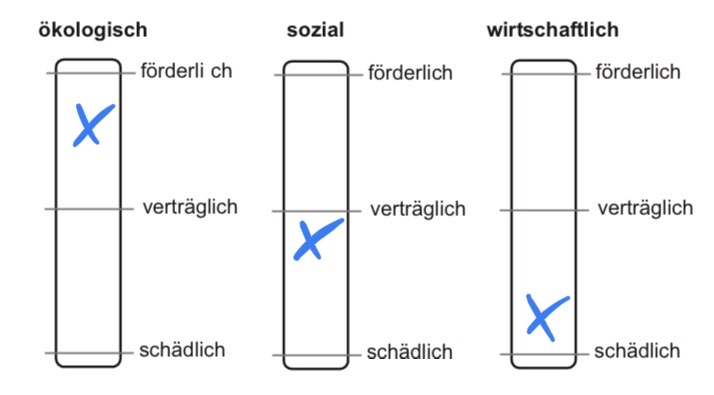 ökologisch sozial wirtschaftlich
förderli ch förderlich förderlich
verträglich verträglich verträglich
schädlich schädlich schädlich